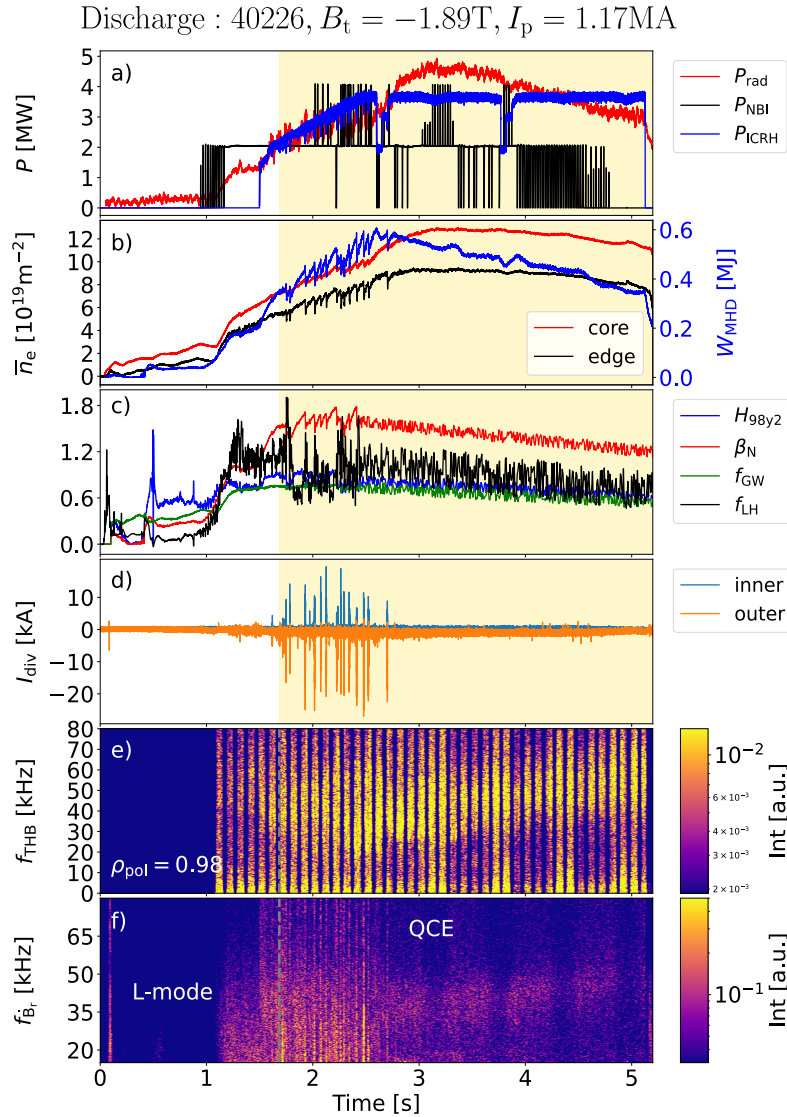 Discharge : 40226, B_t = −1.89T, I_p = 1.17MA
a)
P [MW]
5
4
3
2
1
0
P_rad
P_NBI
P_ICRH
b)
n̅_e [10^19 m^−2]
12
10
8
6
4
2
0
core
edge
0.6
0.4
0.2
0.0
W_MHD [MJ]
c)
1.8
1.2
0.6
0.0
H_98y2
β_N
f_GW
f_LH
d)
I_div [kA]
10
0
−10
−20
inner
outer
e)
f_THB [kHz]
80
70
60
50
40
30
20
10
0
ρ_pol = 0.98
10^−2
6 × 10^−3
4 × 10^−3
3 × 10^−3
2 × 10^−3
Int [a.u.]
f)
QCE
L-mode
f_Ḃ_r [kHz]
65
50
35
20
10^−1
Int [a.u.]
0 1 2 3 4 5
Time [s]